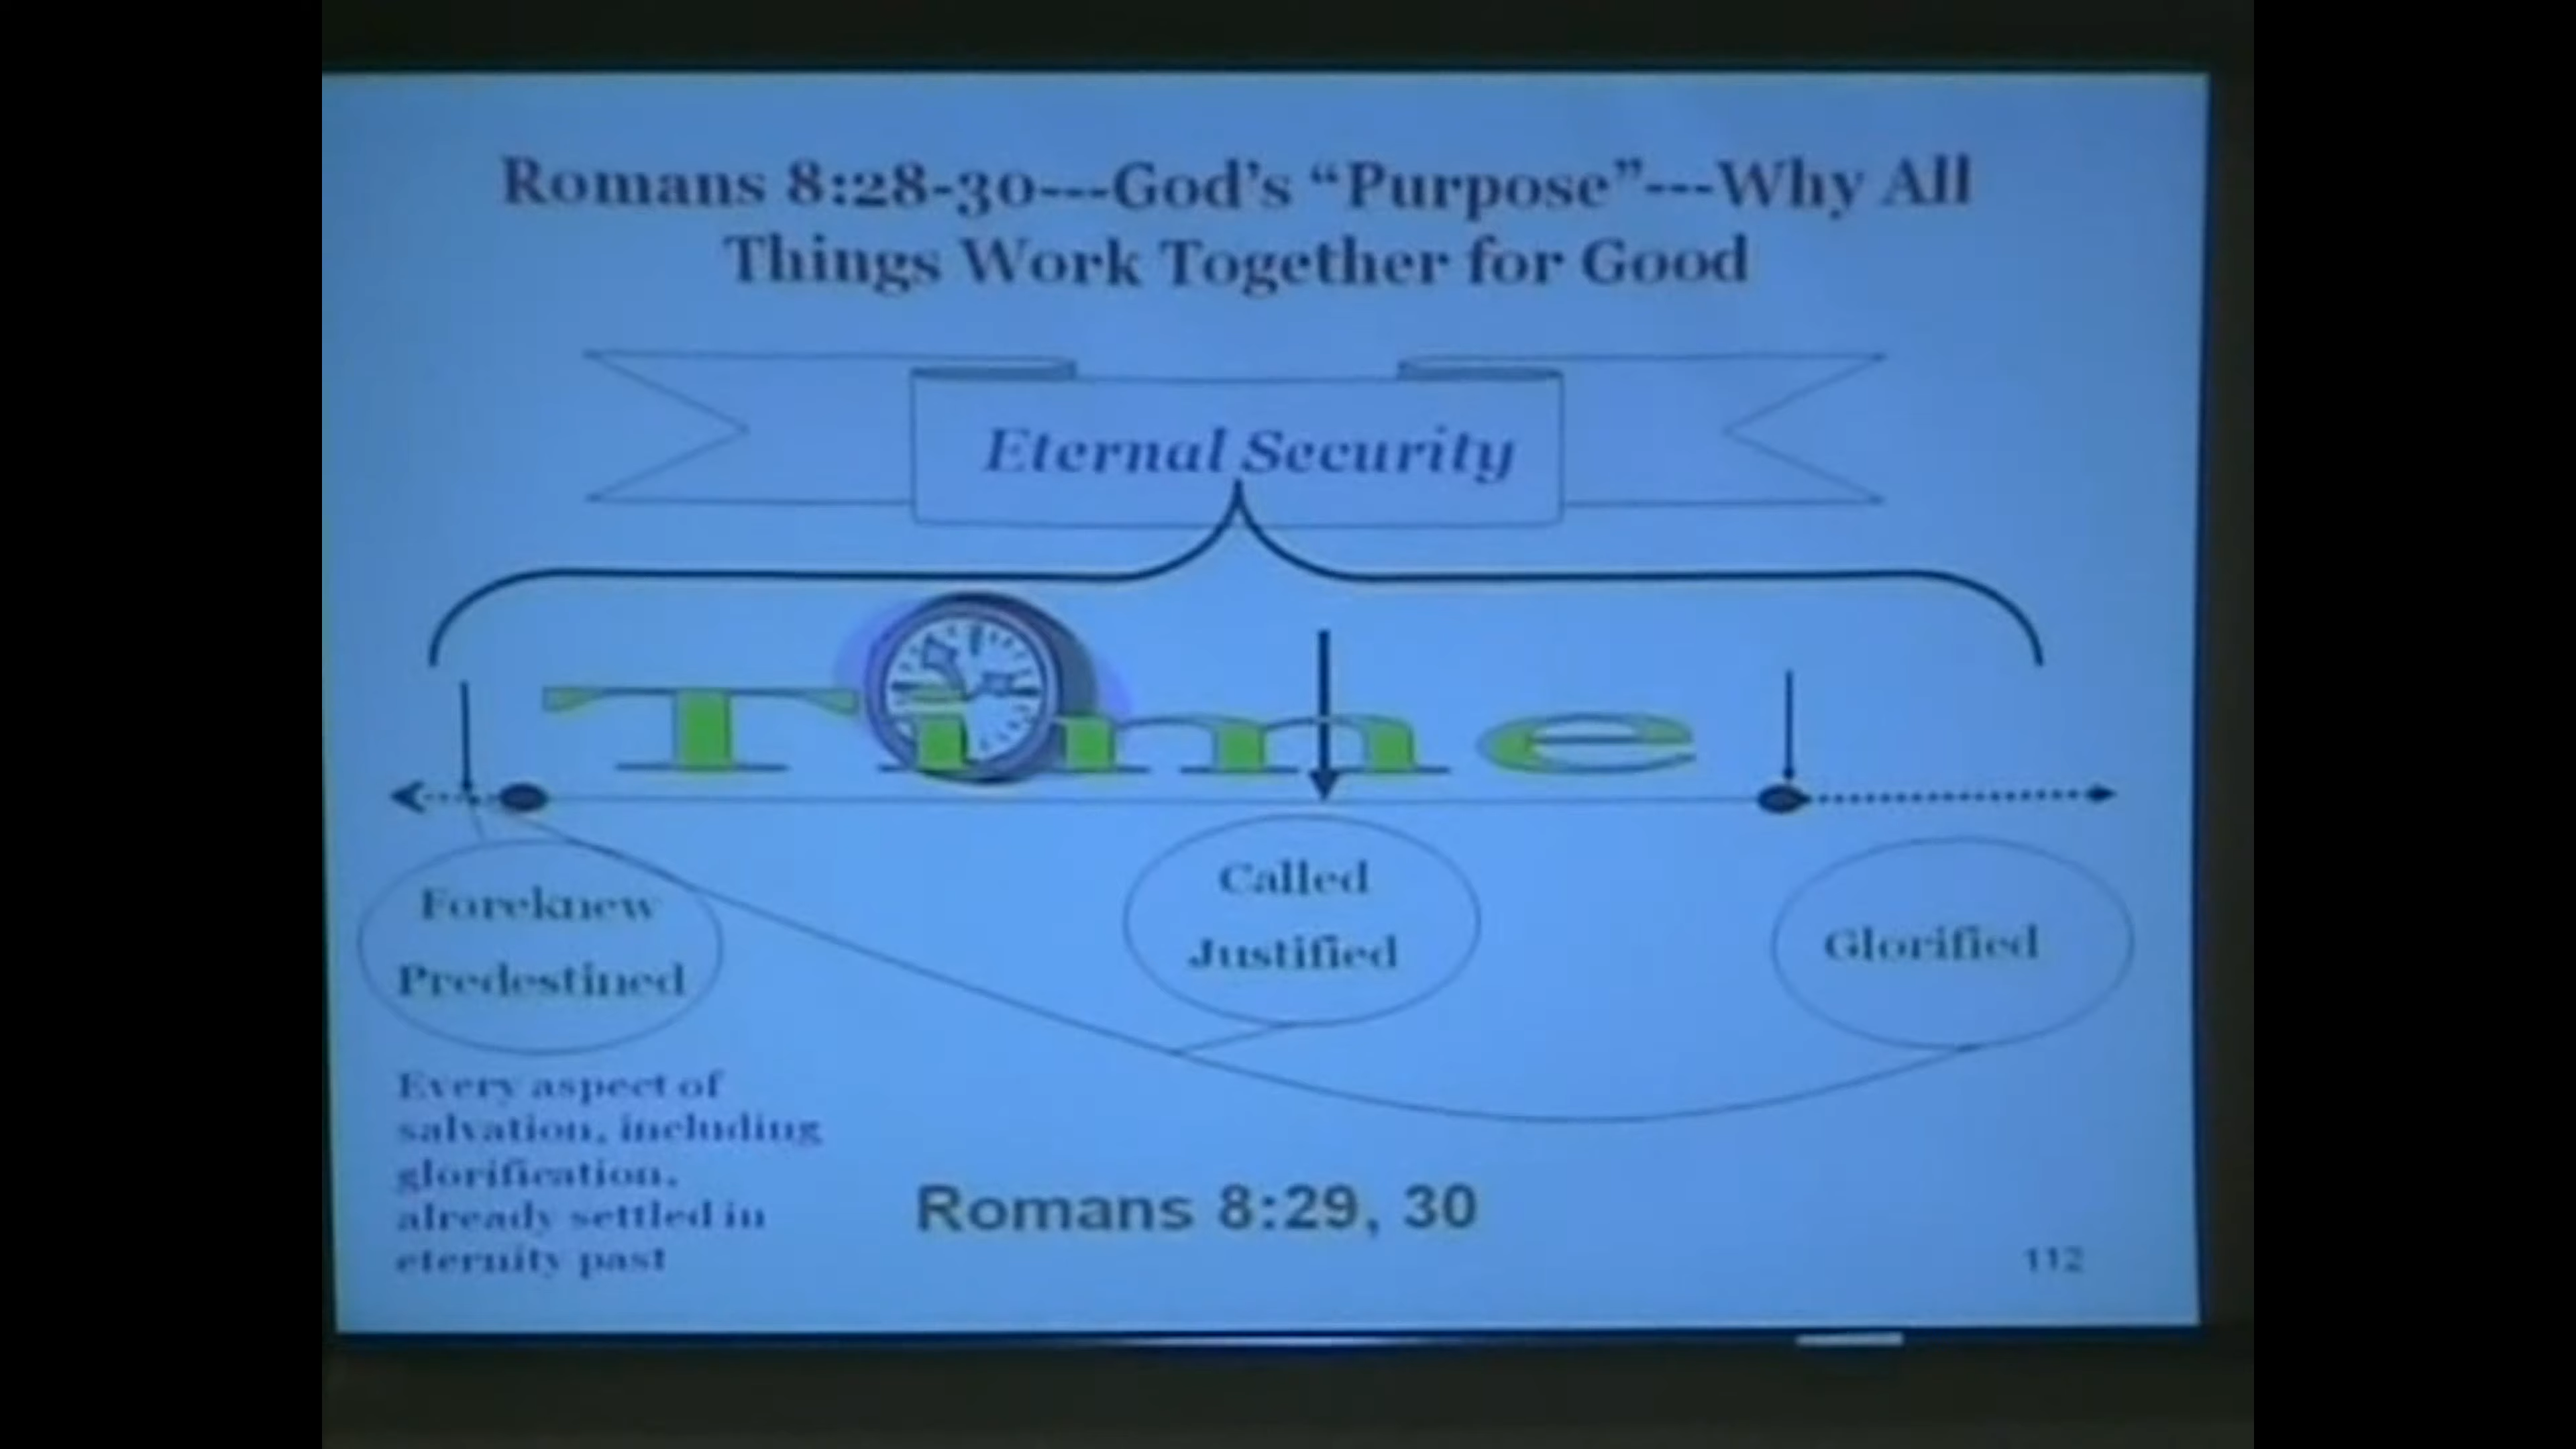 Romans 8:28-30---God's “Purpose”---Why All
Things Work Together for Good
Eternal Security
Time
Foreknew
Predestined
Called
Justified
Glorified
Every aspect of
salvation, including
glorification,
already settled in
eternity past
Romans 8:29, 30
112